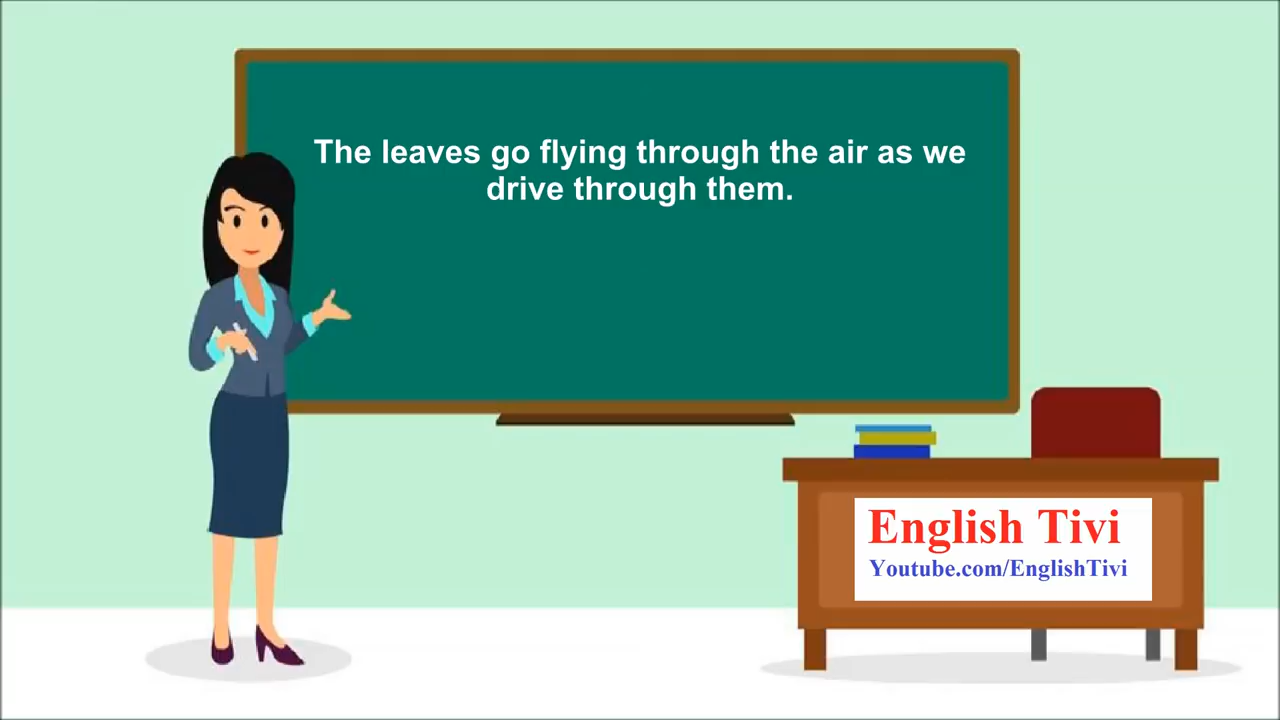 The leaves go flying through the air as we
drive through them.
English Tivi
Youtube.com/EnglishTivi